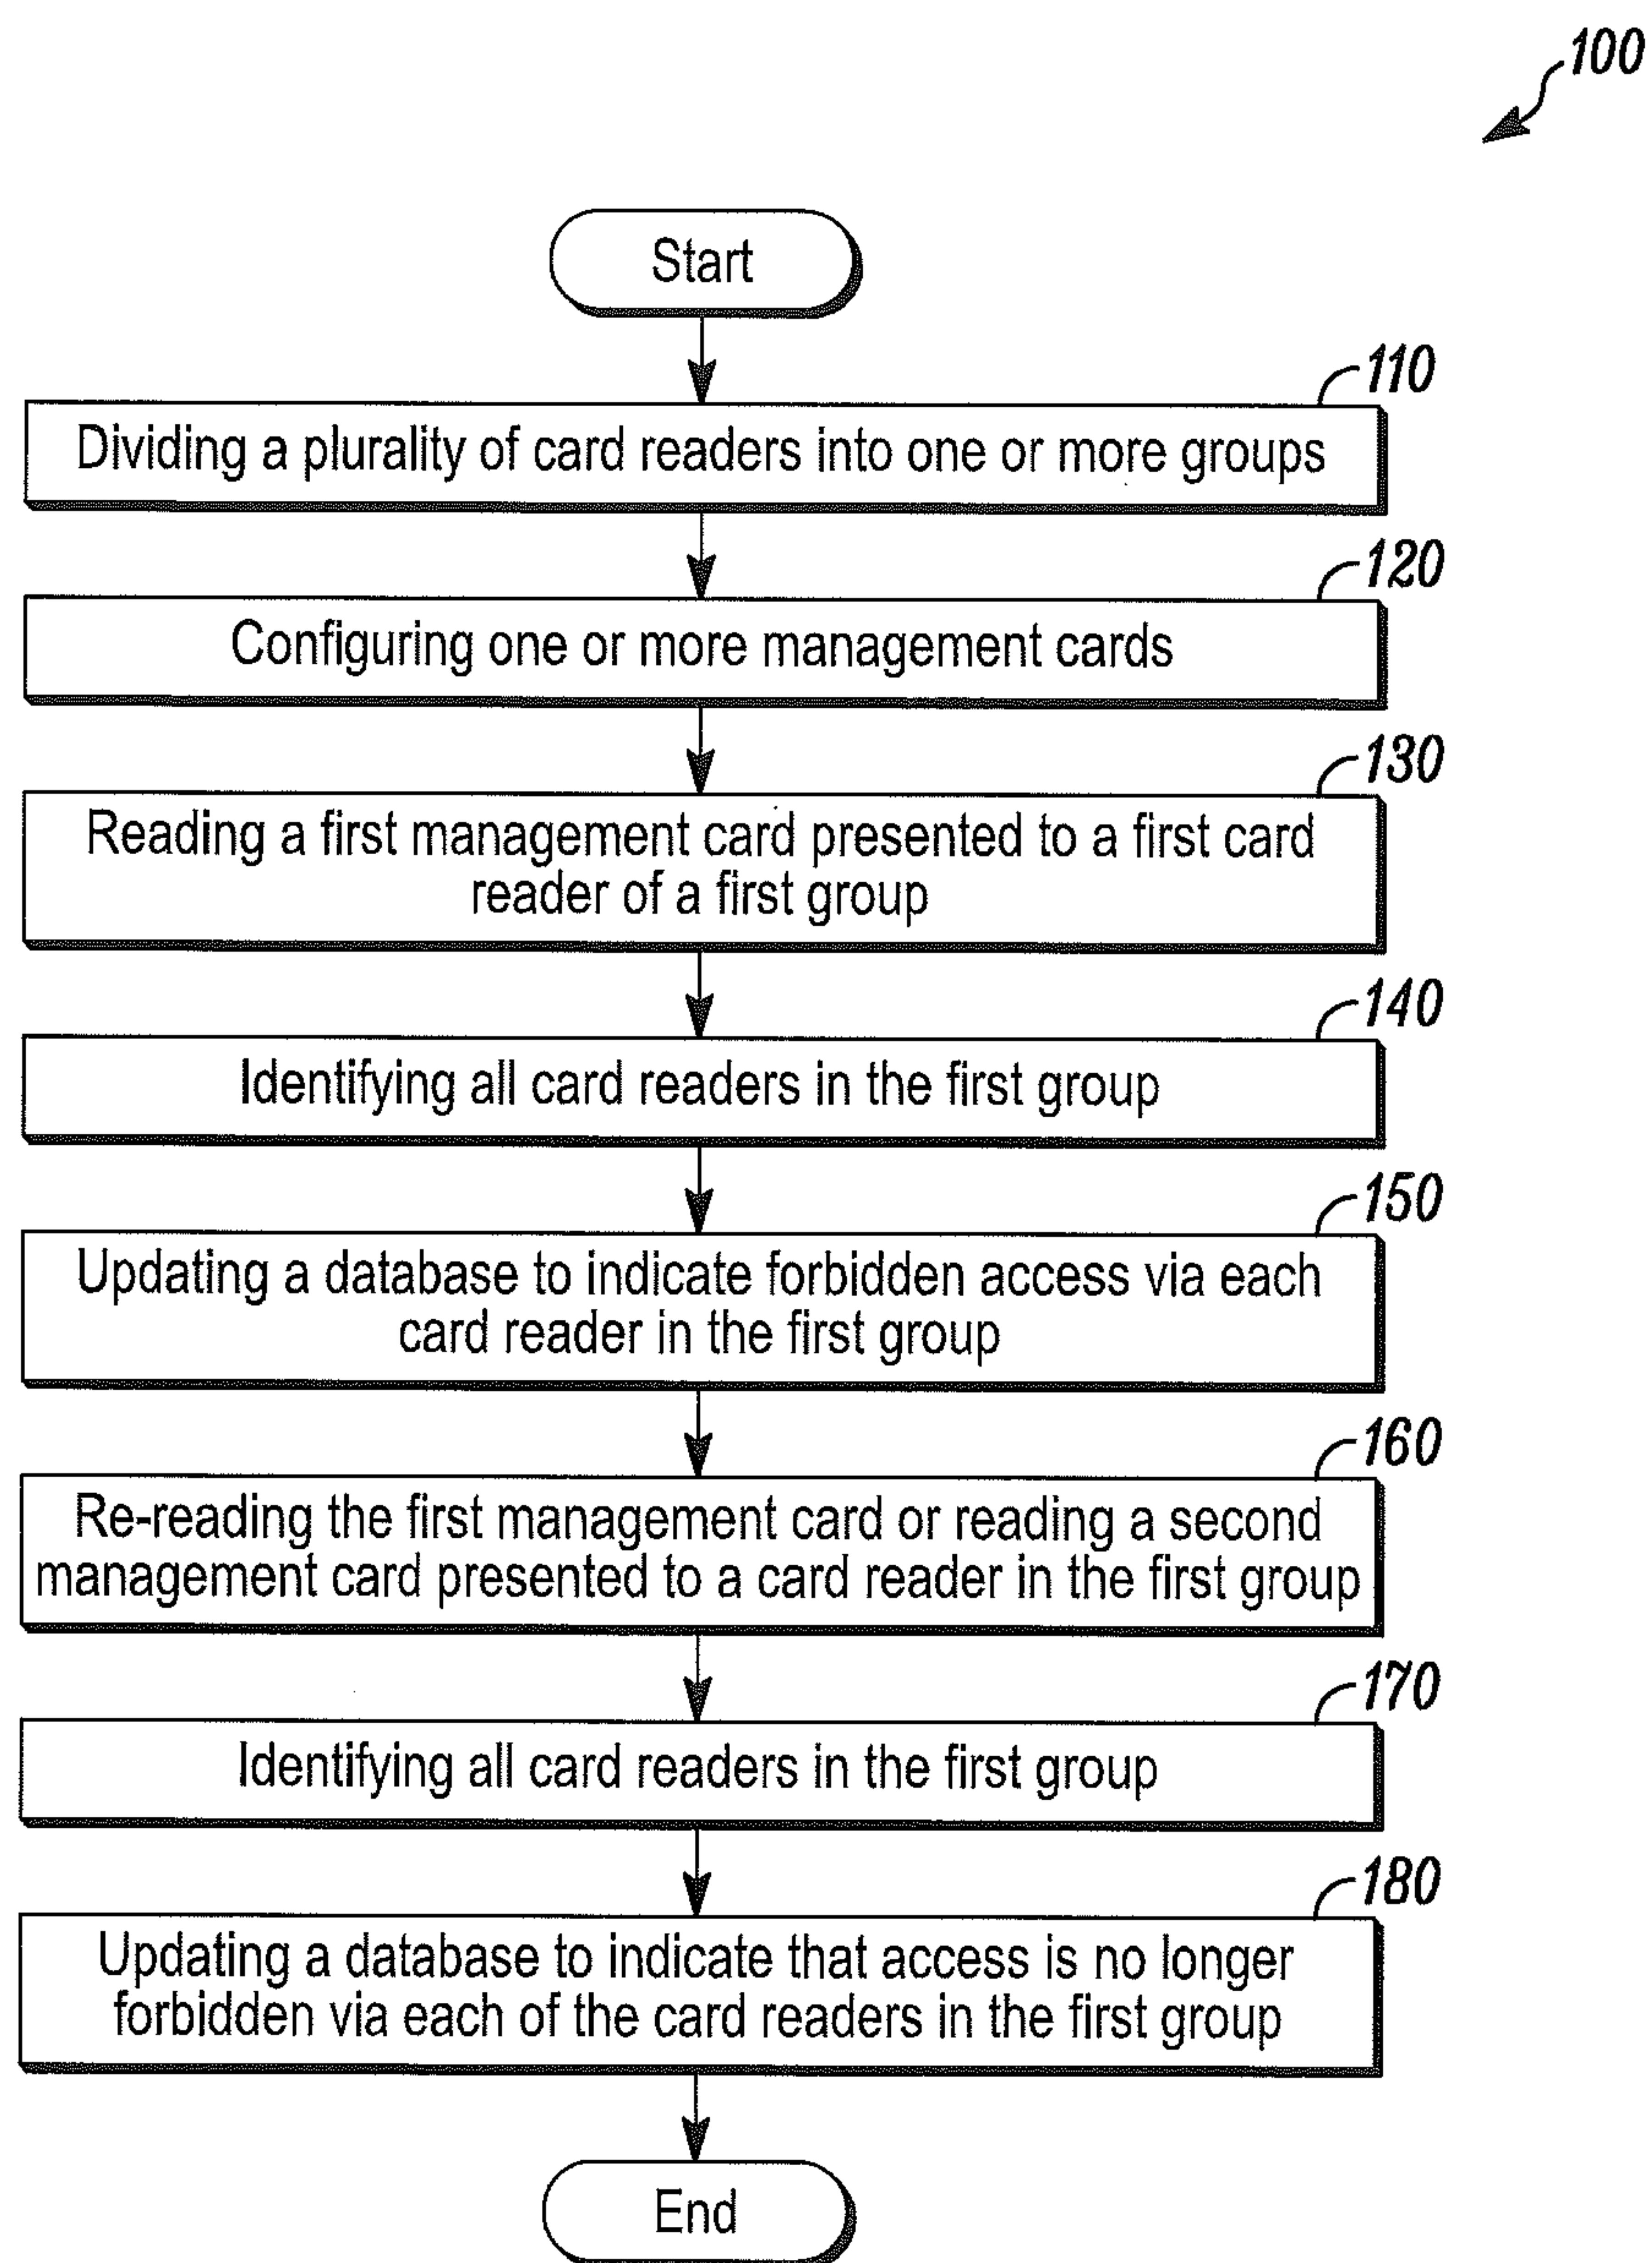 100
Start
110
Dividing a plurality of card readers into one or more groups
120
Configuring one or more management cards
130
Reading a first management card presented to a first card
reader of a first group
140
Identifying all card readers in the first group
150
Updating a database to indicate forbidden access via each
card reader in the first group
160
Re-reading the first management card or reading a second
management card presented to a card reader in the first group
170
Identifying all card readers in the first group
180
Updating a database to indicate that access is no longer
forbidden via each of the card readers in the first group
End